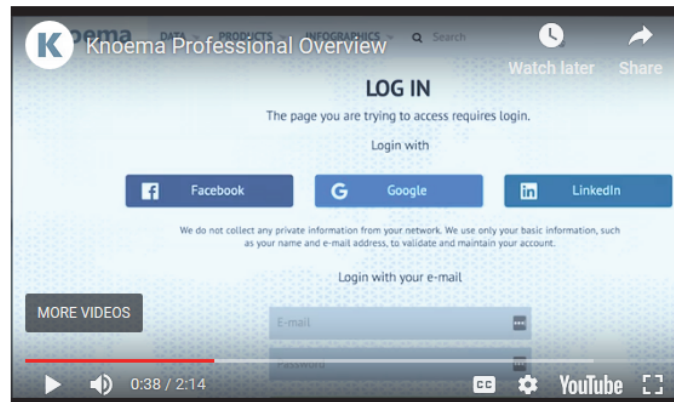 K Knoema Professional Overview
DATA PRODUCTS INFOGRAPHICS Search
Watch later Share
LOG IN
The page you are trying to access requires login.
Login with
Facebook G Google in LinkedIn
We do not collect any private information from your network. We use only your basic information, such
as your name and e-mail address, to validate and maintain your account.
Login with your e-mail
MORE VIDEOS
E-mail
Password
0:38 / 2:14 CC YouTube